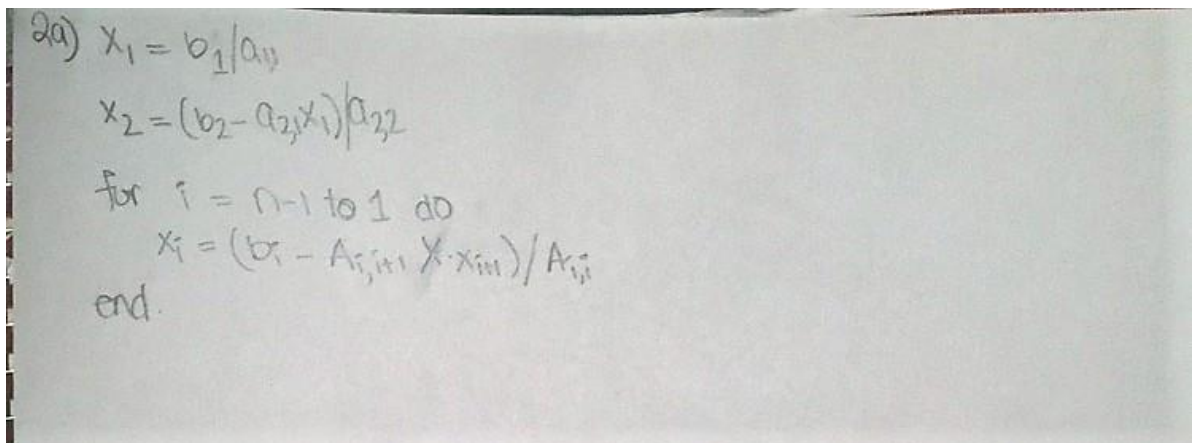 2a) x₁ = b₁/a₁,₁
x₂ = (b₂ - a₂,₁x₁)/a₂,₂
for i = n-1 to 1 do
xᵢ = (bᵢ - Aᵢ,ᵢ₊₁ · xᵢ₊₁)/Aᵢ,ᵢ
end.